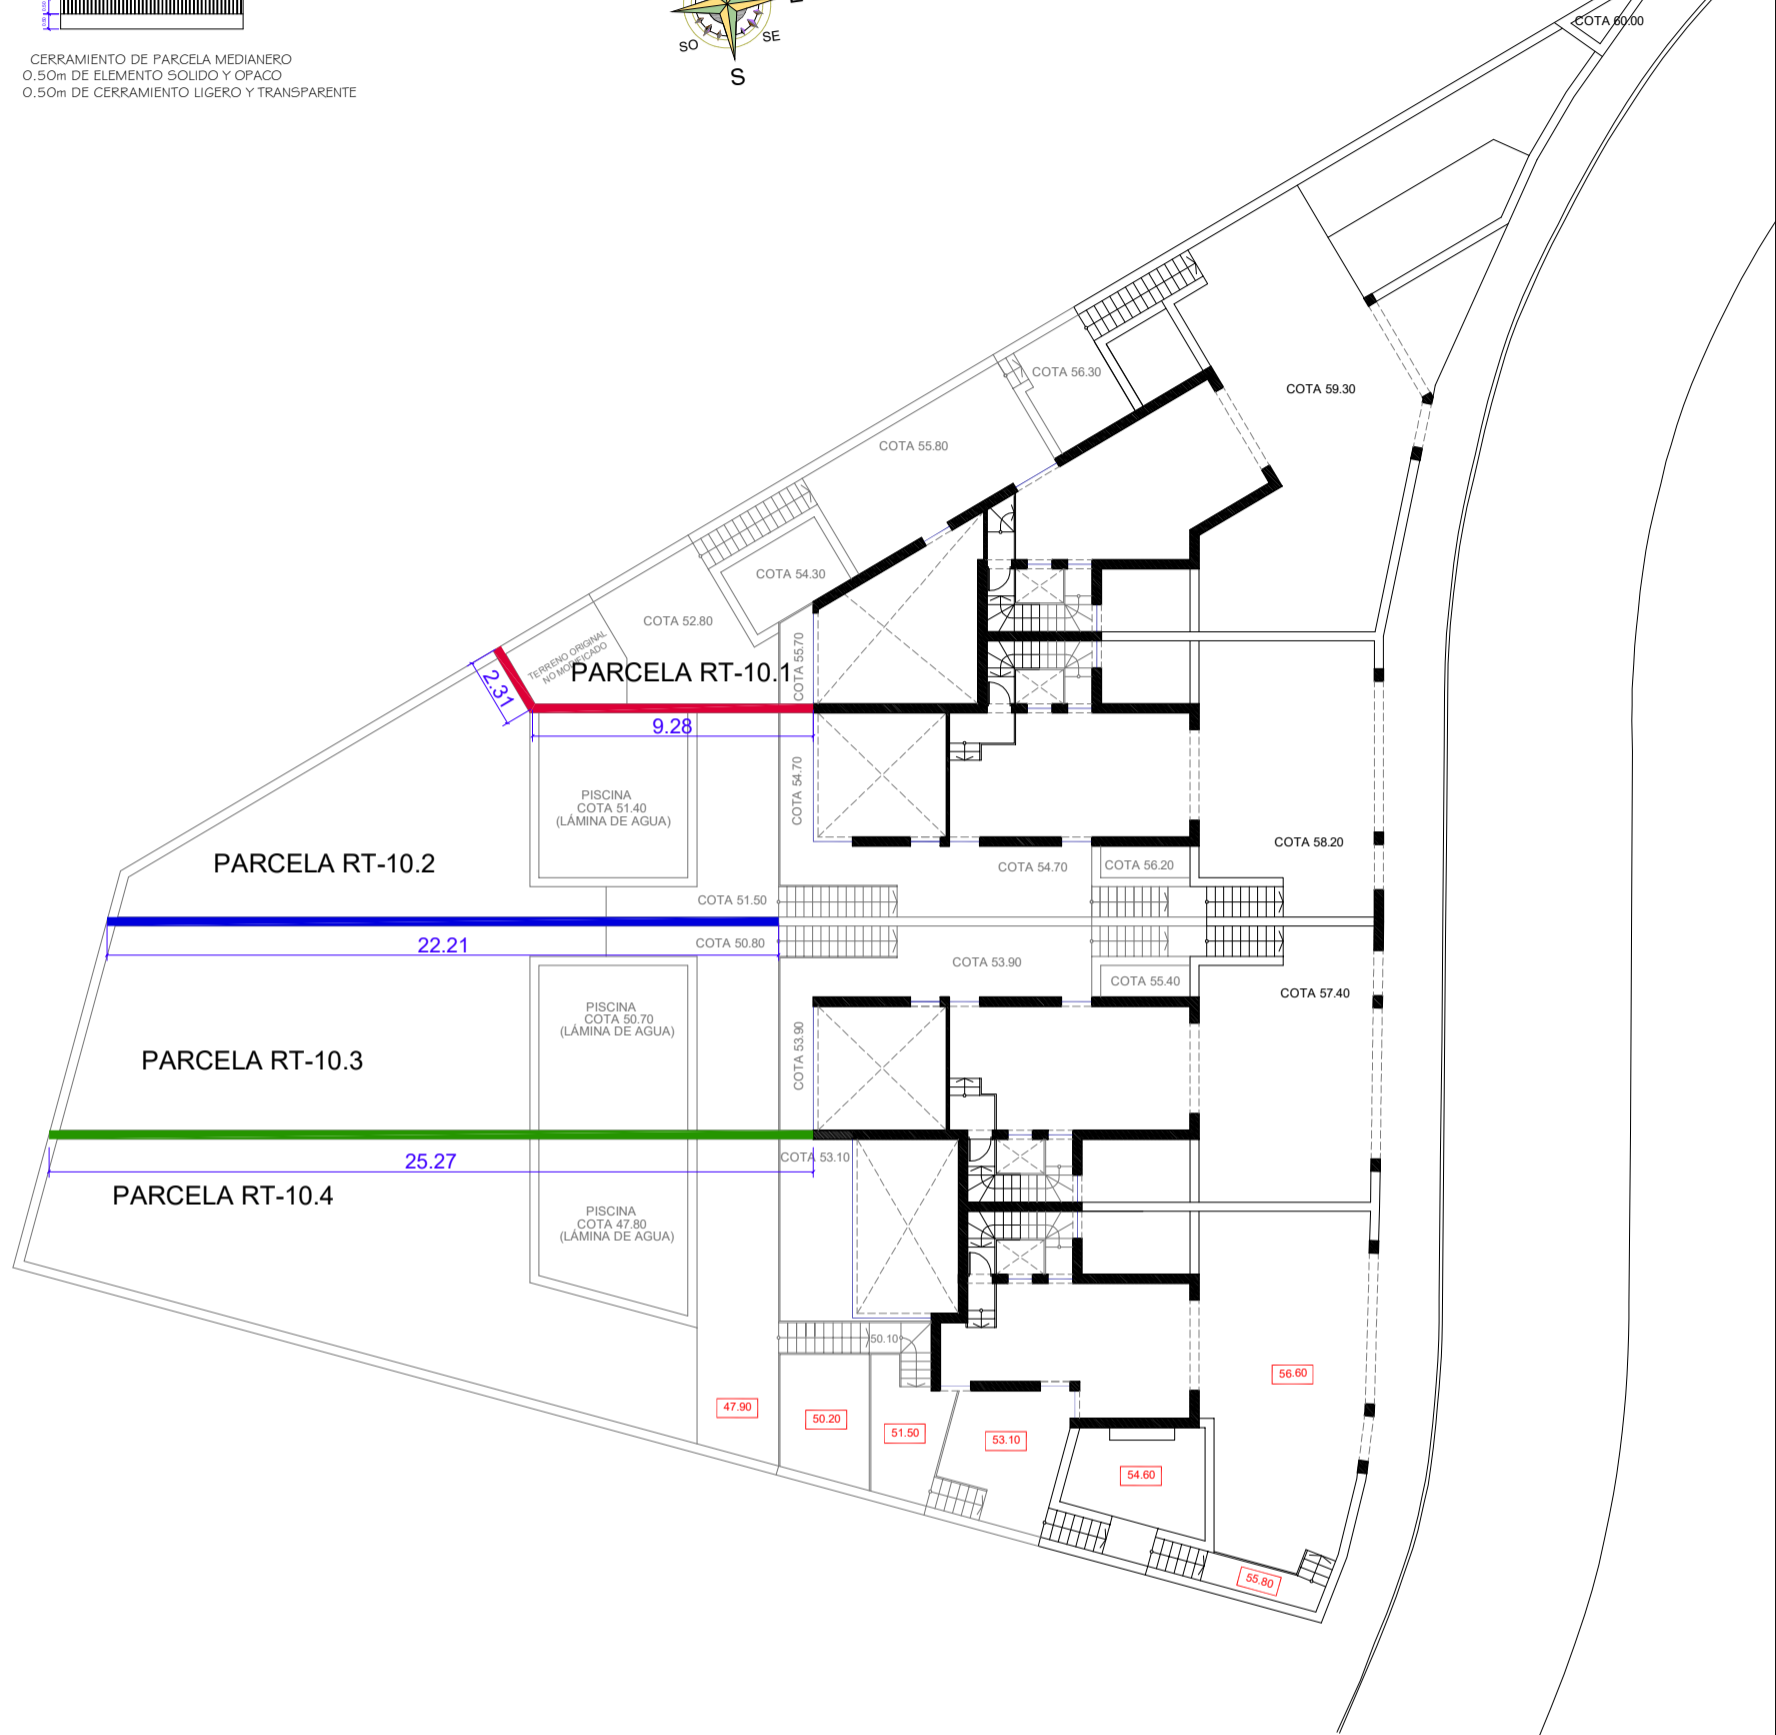 SO
SE
S
CERRAMIENTO DE PARCELA MEDIANERO
0.50m DE ELEMENTO SOLIDO Y OPACO
0.50m DE CERRAMIENTO LIGERO Y TRANSPARENTE
COTA 60.00
COTA 56.30
COTA 59.30
COTA 55.80
COTA 54.30
COTA 52.80
TERRENO ORIGINAL
NO MODIFICADO
PARCELA RT-10.1
COTA 55.70
2.31
9.28
COTA 54.70
PISCINA
COTA 51.40
(LÁMINA DE AGUA)
PARCELA RT-10.2
COTA 58.20
COTA 54.70
COTA 56.20
COTA 51.50
22.21
COTA 50.80
COTA 53.90
COTA 55.40
COTA 57.40
PISCINA
COTA 50.70
(LÁMINA DE AGUA)
COTA 53.90
PARCELA RT-10.3
25.27
COTA 53.10
PARCELA RT-10.4
PISCINA
COTA 47.80
(LÁMINA DE AGUA)
50.10
56.60
47.90
50.20
51.50
53.10
54.60
55.80